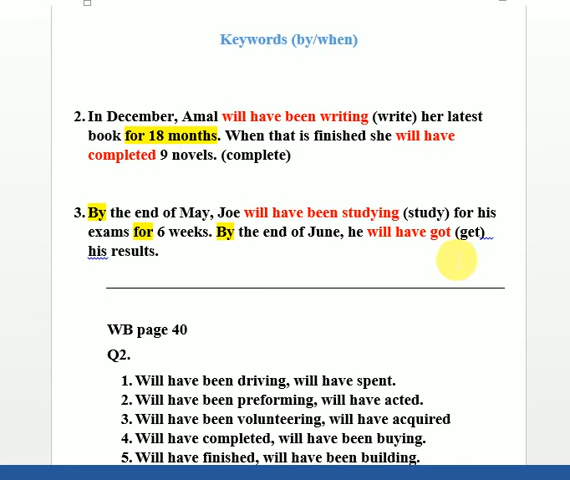 Keywords (by/when)
2. In December, Amal will have been writing (write) her latest
book for 18 months. When that is finished she will have
completed 9 novels. (complete)
3. By the end of May, Joe will have been studying (study) for his
exams for 6 weeks. By the end of June, he will have got (get)
his results.
WB page 40
Q2.
1. Will have been driving, will have spent.
2. Will have been preforming, will have acted.
3. Will have been volunteering, will have acquired
4. Will have completed, will have been buying.
5. Will have finished, will have been building.